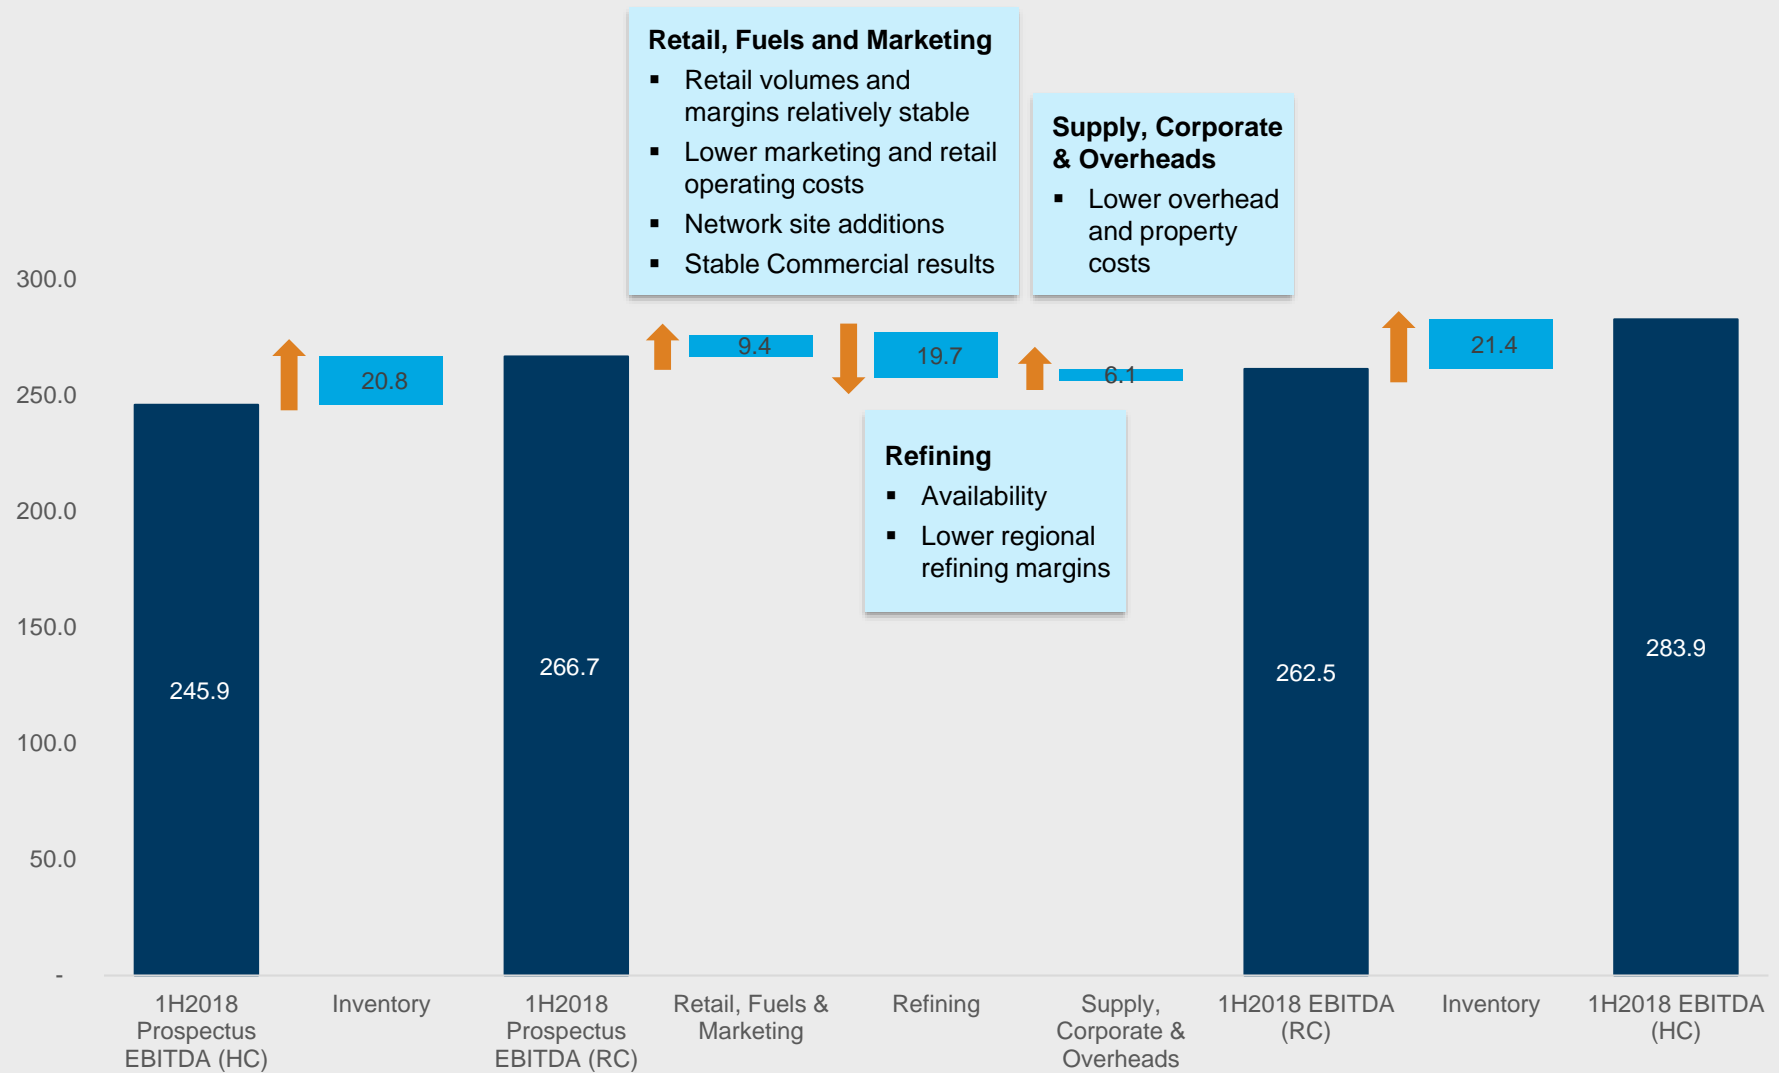 Retail, Fuels and Marketing
▪ Retail volumes and
margins relatively stable
▪ Lower marketing and retail
operating costs
▪ Network site additions
▪ Stable Commercial results
Supply, Corporate
& Overheads
▪ Lower overhead
and property
costs
300.0
250.0
200.0
150.0
100.0
50.0
-
245.9
20.8
266.7
9.4
19.7
6.1
262.5
21.4
283.9
Refining
▪ Availability
▪ Lower regional
refining margins
1H2018
Prospectus
EBITDA (HC)
Inventory
1H2018
Prospectus
EBITDA (RC)
Retail, Fuels &
Marketing
Refining
Supply,
Corporate &
Overheads
1H2018 EBITDA
(RC)
Inventory
1H2018 EBITDA
(HC)